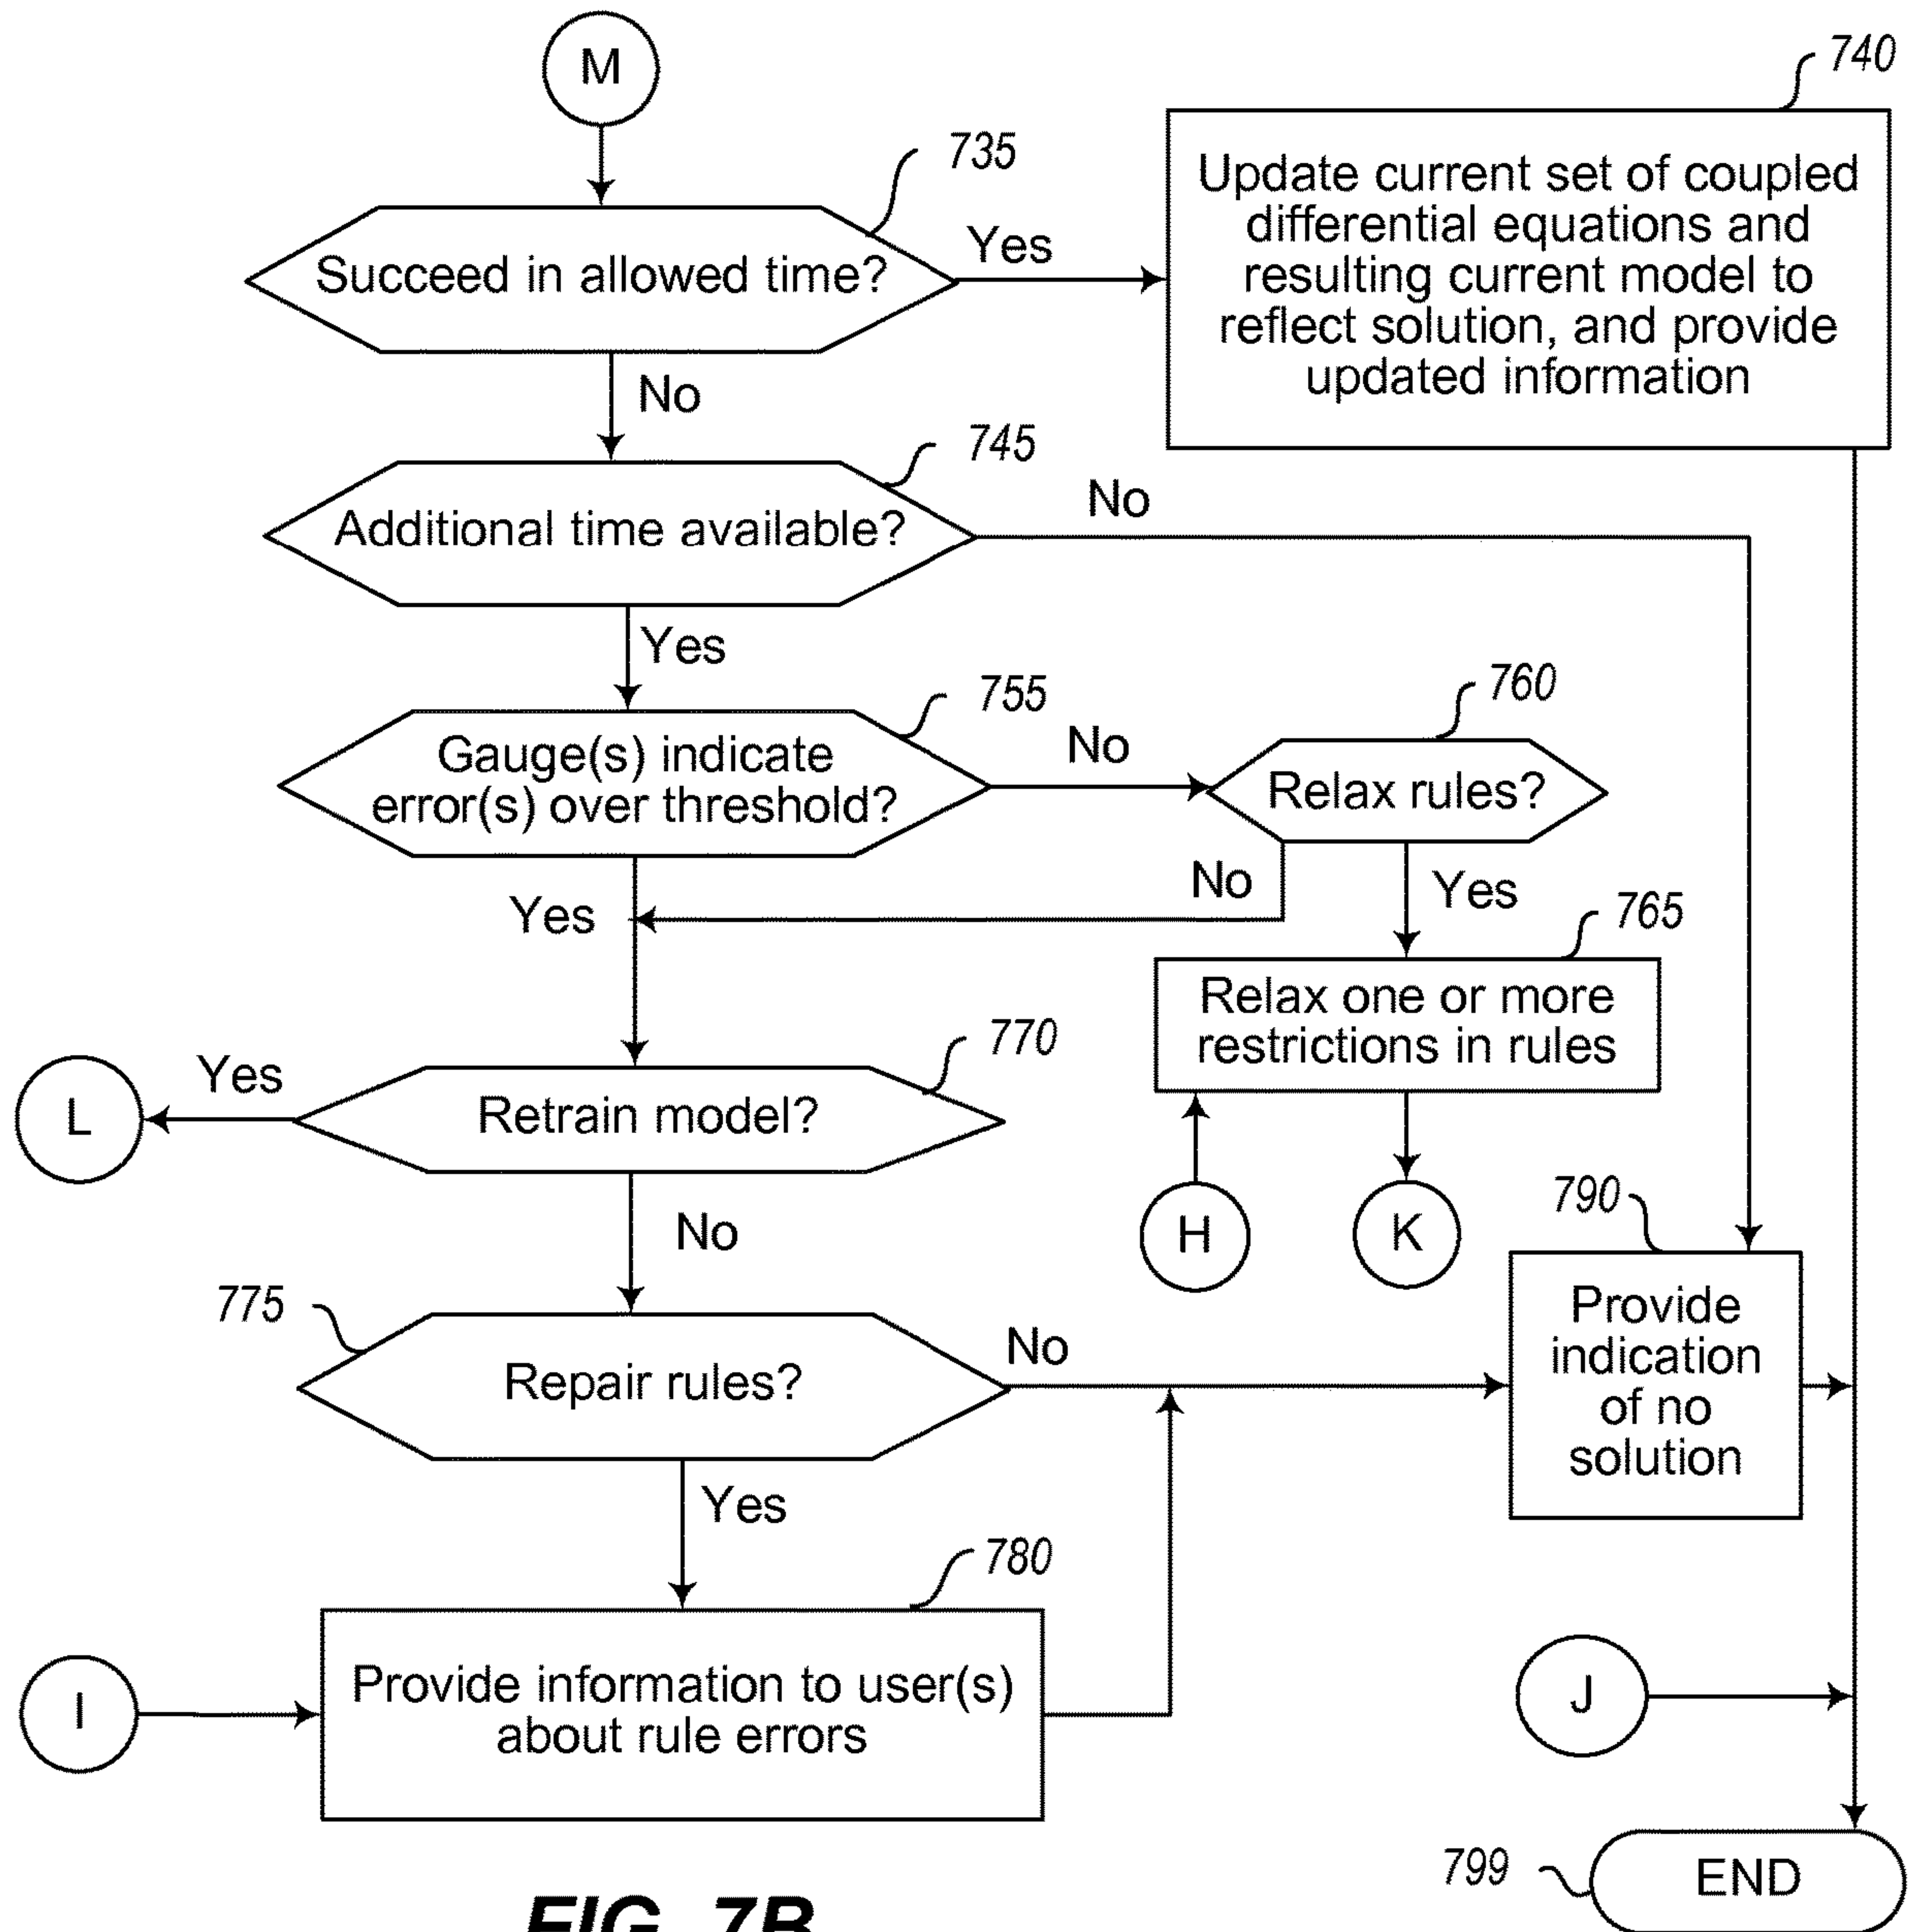 M
735
740
Succeed in allowed time?
Yes
Update current set of coupled
differential equations and
resulting current model to
reflect solution, and provide
updated information
No
745
Additional time available?
No
Yes
755
760
Gauge(s) indicate
error(s) over threshold?
No
Relax rules?
No
Yes
Yes
765
Relax one or more
restrictions in rules
770
L
Yes
Retrain model?
H
K
790
No
775
Repair rules?
No
Provide
indication
of no
solution
Yes
780
I
Provide information to user(s)
about rule errors
J
799
END
FIG. 7B